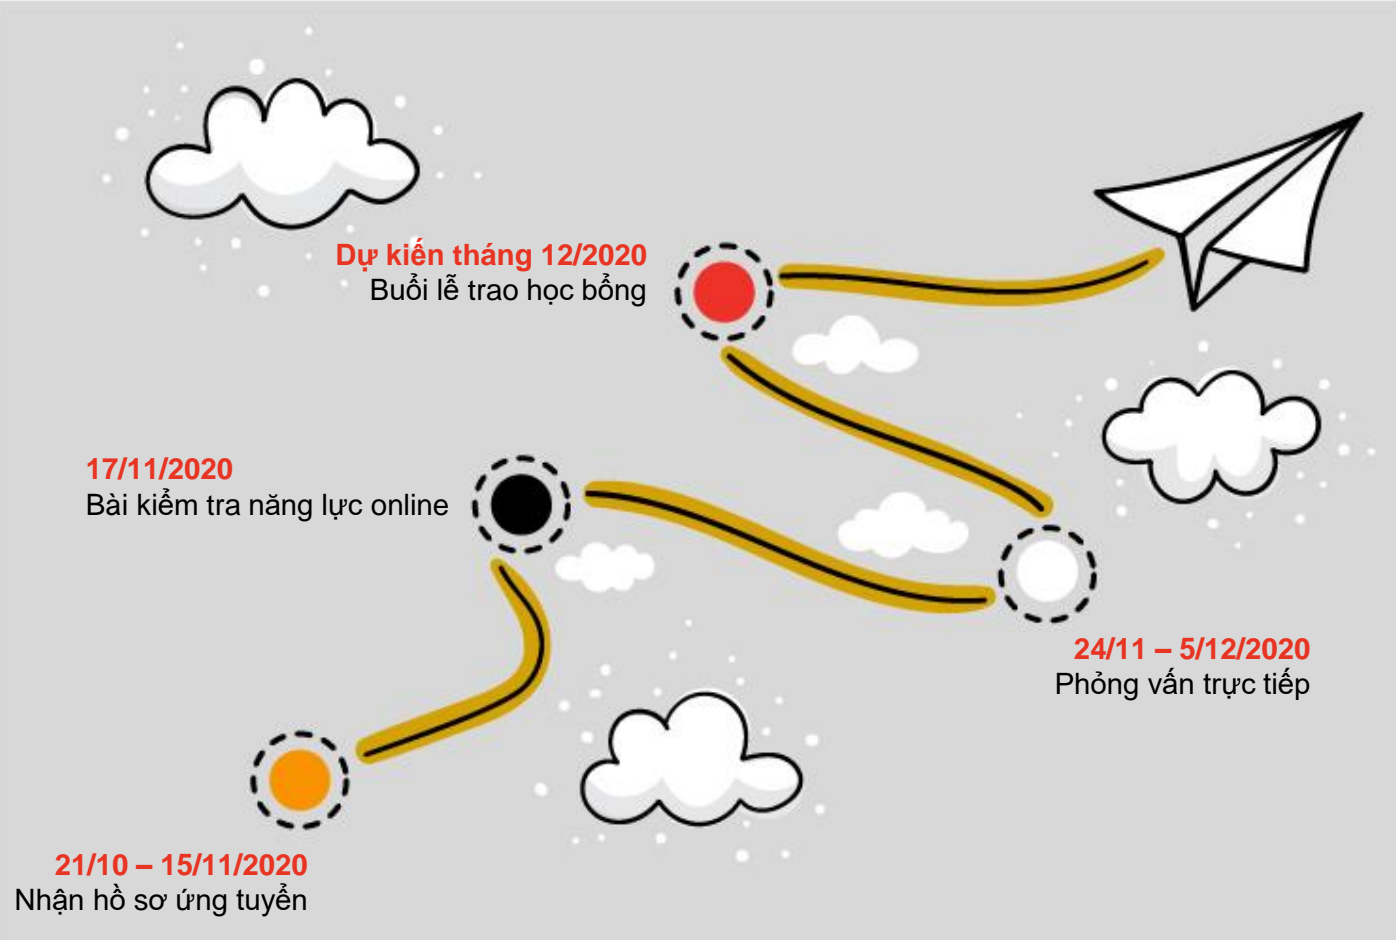 Dự kiến tháng 12/2020
Buổi lễ trao học bổng
17/11/2020
Bài kiểm tra năng lực online
24/11 – 5/12/2020
Phỏng vấn trực tiếp
21/10 – 15/11/2020
Nhận hồ sơ ứng tuyển